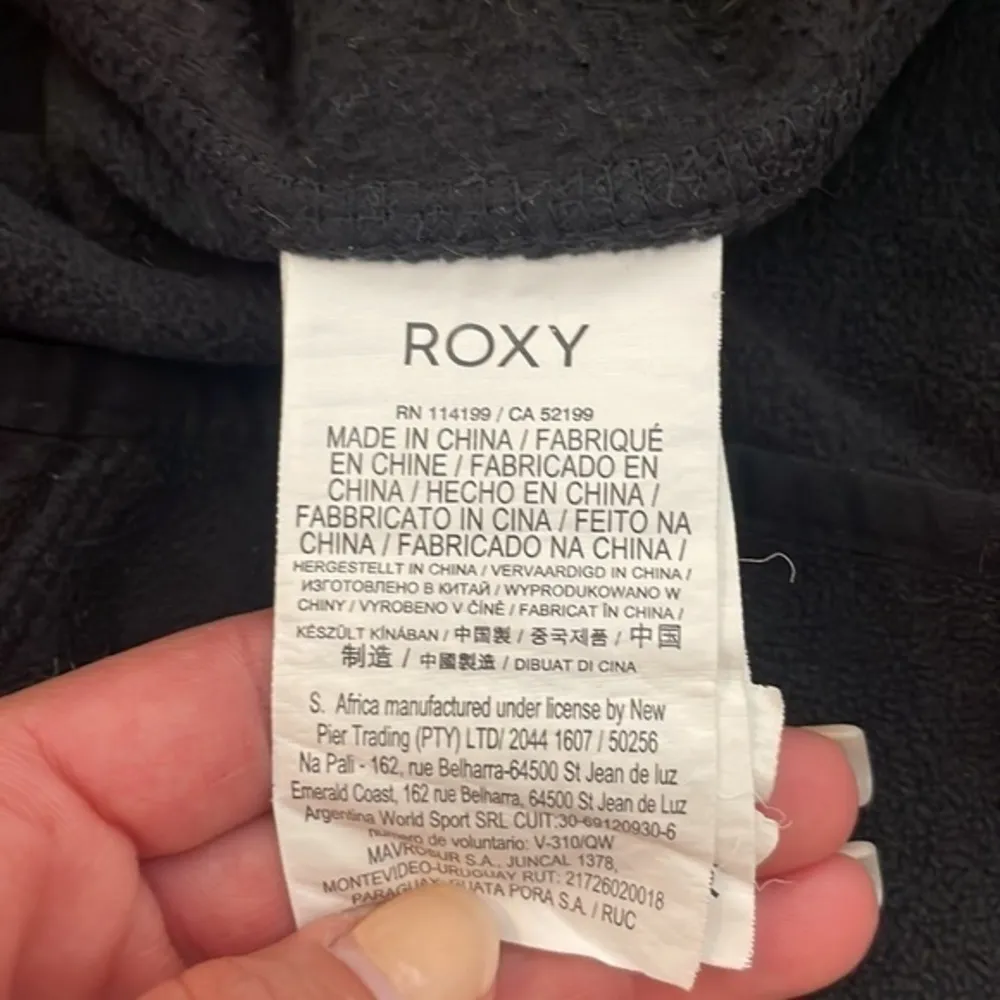 ROXY
RN 114199 / CA 52199
MADE IN CHINA / FABRIQUÉ
EN CHINE / FABRICADO EN
CHINA / HECHO EN CHINA /
FABBRICATO IN CINA / FEITO NA
CHINA / FABRICADO NA CHINA /
HERGESTELLT IN CHINA / VERVAARDIGD IN CHINA /
ИЗГОТОВЛЕНО В КИТАЙ / WYPRODUKOWANO W
CHINY / VYROBENO V ČÍNĚ / FABRICAT ÎN CHINA /
KÉSZÜLT KÍNÁBAN / 中国製 / 중국제품 / 中国
制造 / 中國製造 / DIBUAT DI CINA
S. Africa manufactured under license by New
Pier Trading (PTY) LTD/ 2044 1607 / 50256
Na Pali - 162, rue Belharra-64500 St Jean de luz
Emerald Coast, 162 rue Belharra, 64500 St Jean de Luz
Argentina World Sport SRL CUIT:30-69120930-6
numero de voluntario: V-310/QW
MAVROSUR S.A., JUNCAL 1378,
MONTEVIDEO-URUGUAY RUT: 21726020018
PARAGUAY GUATA PORA S.A. / RUC